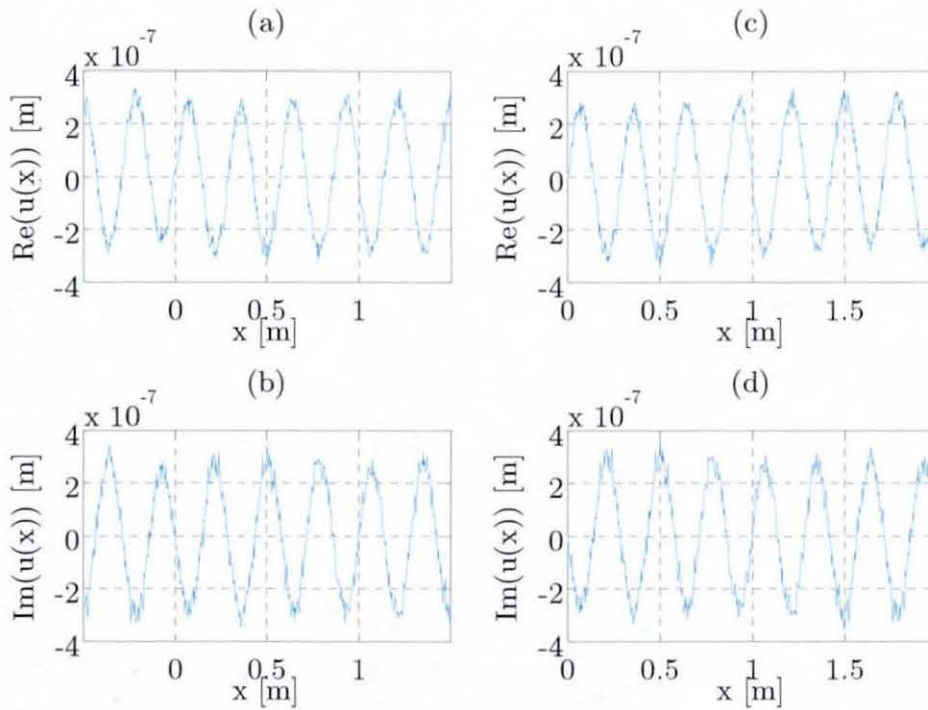 (a)
x 10^-7
Re(u(x)) [m]
4
2
0
-2
-4
0 0.5 1
x [m]
(c)
x 10^-7
Re(u(x)) [m]
4
2
0
-2
-4
0 0.5 1 1.5
x [m]
(b)
x 10^-7
Im(u(x)) [m]
4
2
0
-2
-4
0 0.5 1
x [m]
(d)
x 10^-7
Im(u(x)) [m]
4
2
0
-2
-4
0 0.5 1 1.5
x [m]